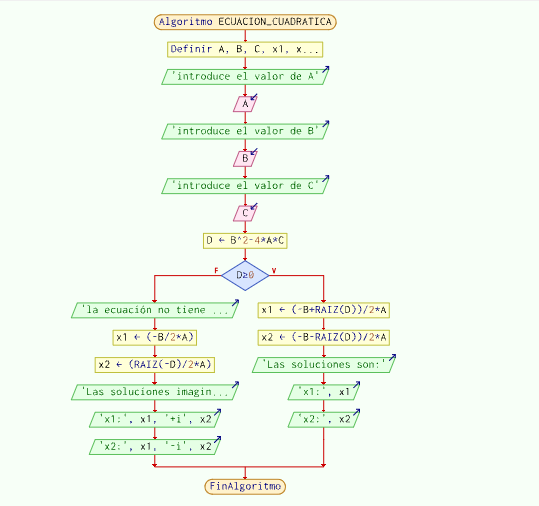 Algoritmo ECUACION_CUADRATICA
Definir A, B, C, x1, x...
'introduce el valor de A'
A
'introduce el valor de B'
B
'introduce el valor de C'
C
D ← B^2-4*A*C
F
D≥0
V
'la ecuación no tiene ...
x1 ← (-B/2*A)
x2 ← (RAIZ(-D)/2*A)
'Las soluciones imagin...
'x1:', x1, '+i', x2
'x2:', x1, '-i', x2
x1 ← (-B+RAIZ(D))/2*A
x2 ← (-B-RAIZ(D))/2*A
'Las soluciones son:'
'x1:', x1
'x2:', x2
FinAlgoritmo